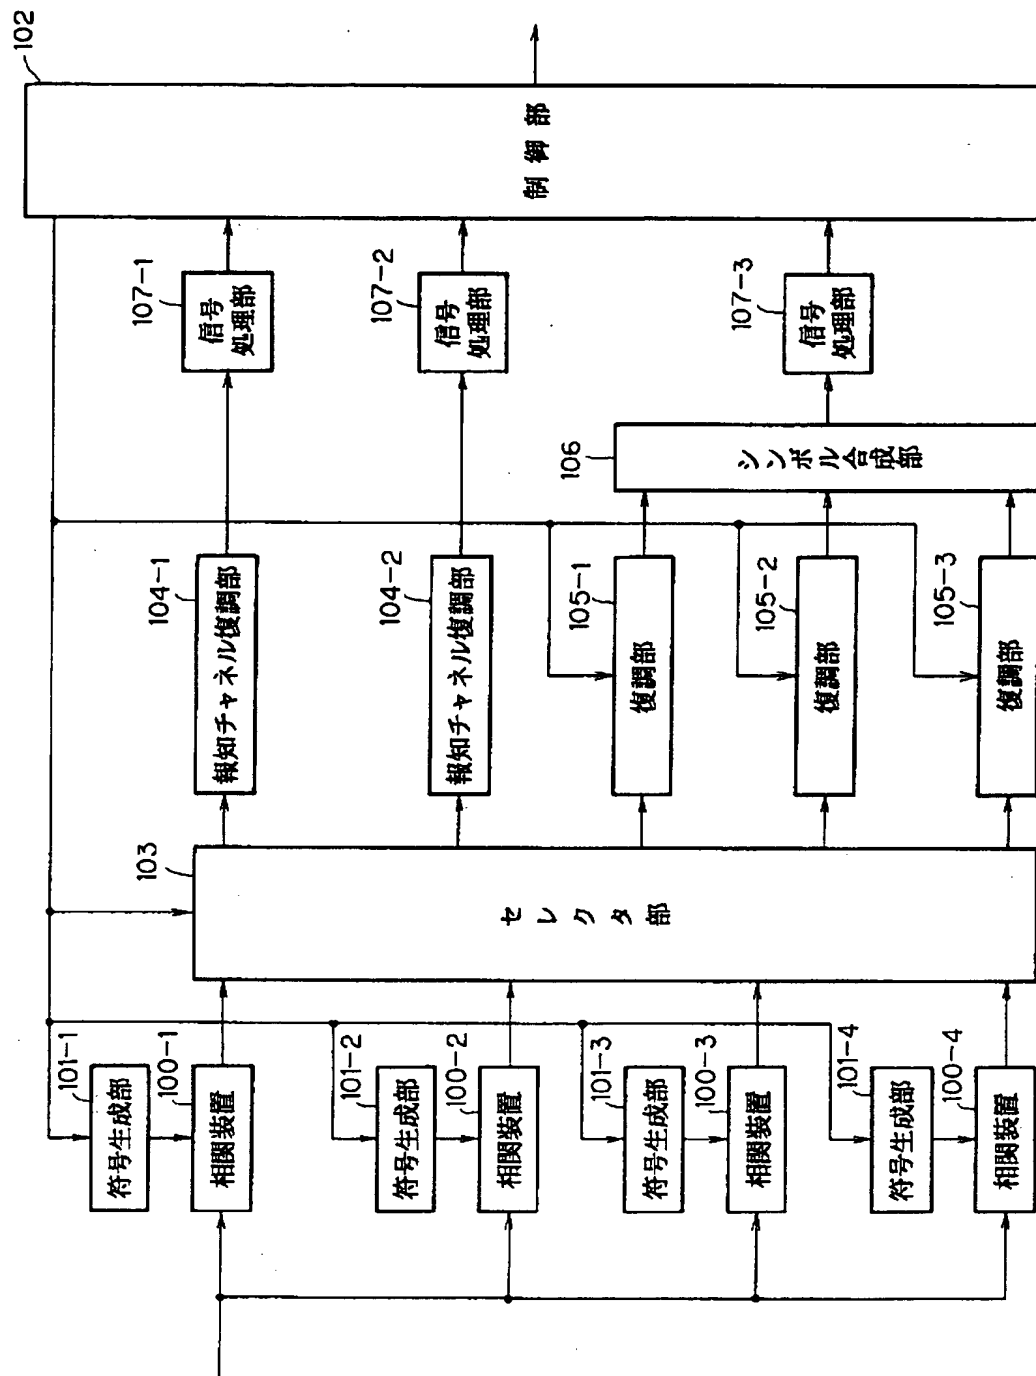 102
制御部
107-1
信号
処理部
107-2
信号
処理部
107-3
信号
処理部
106
シンボル合成部
104-1
報知チャネル復調部
104-2
報知チャネル復調部
105-1
復調部
105-2
復調部
105-3
復調部
103
セレクタ部
101-1
符号生成部
100-1
相関装置
101-2
符号生成部
100-2
相関装置
101-3
符号生成部
100-3
相関装置
101-4
符号生成部
100-4
相関装置